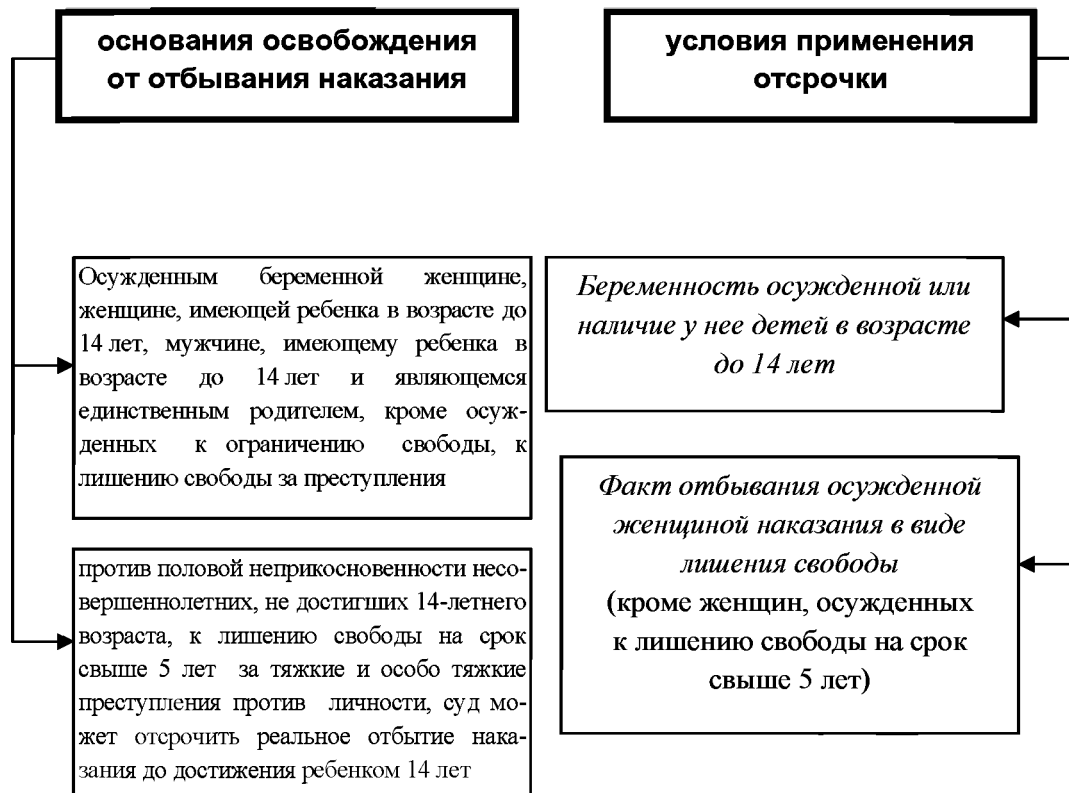 основания освобождения
от отбывания наказания
условия применения
отсрочки
Осужденным беременной женщине,
женщине, имеющей ребенка в возрасте до
14 лет, мужчине, имеющему ребенка в
возрасте до 14 лет и являющемся
единственным родителем, кроме осуж-
денных к ограничению свободы, к
лишению свободы за преступления
против половой неприкосновенности несо-
вершеннолетних, не достигших 14-летнего
возраста, к лишению свободы на срок
свыше 5 лет за тяжкие и особо тяжкие
преступления против личности, суд мо-
жет отсрочить реальное отбытие нака-
зания до достижения ребенком 14 лет
Беременность осужденной или
наличие у нее детей в возрасте
до 14 лет
Факт отбывания осужденной
женщиной наказания в виде
лишения свободы
(кроме женщин, осужденных
к лишению свободы на срок
свыше 5 лет)